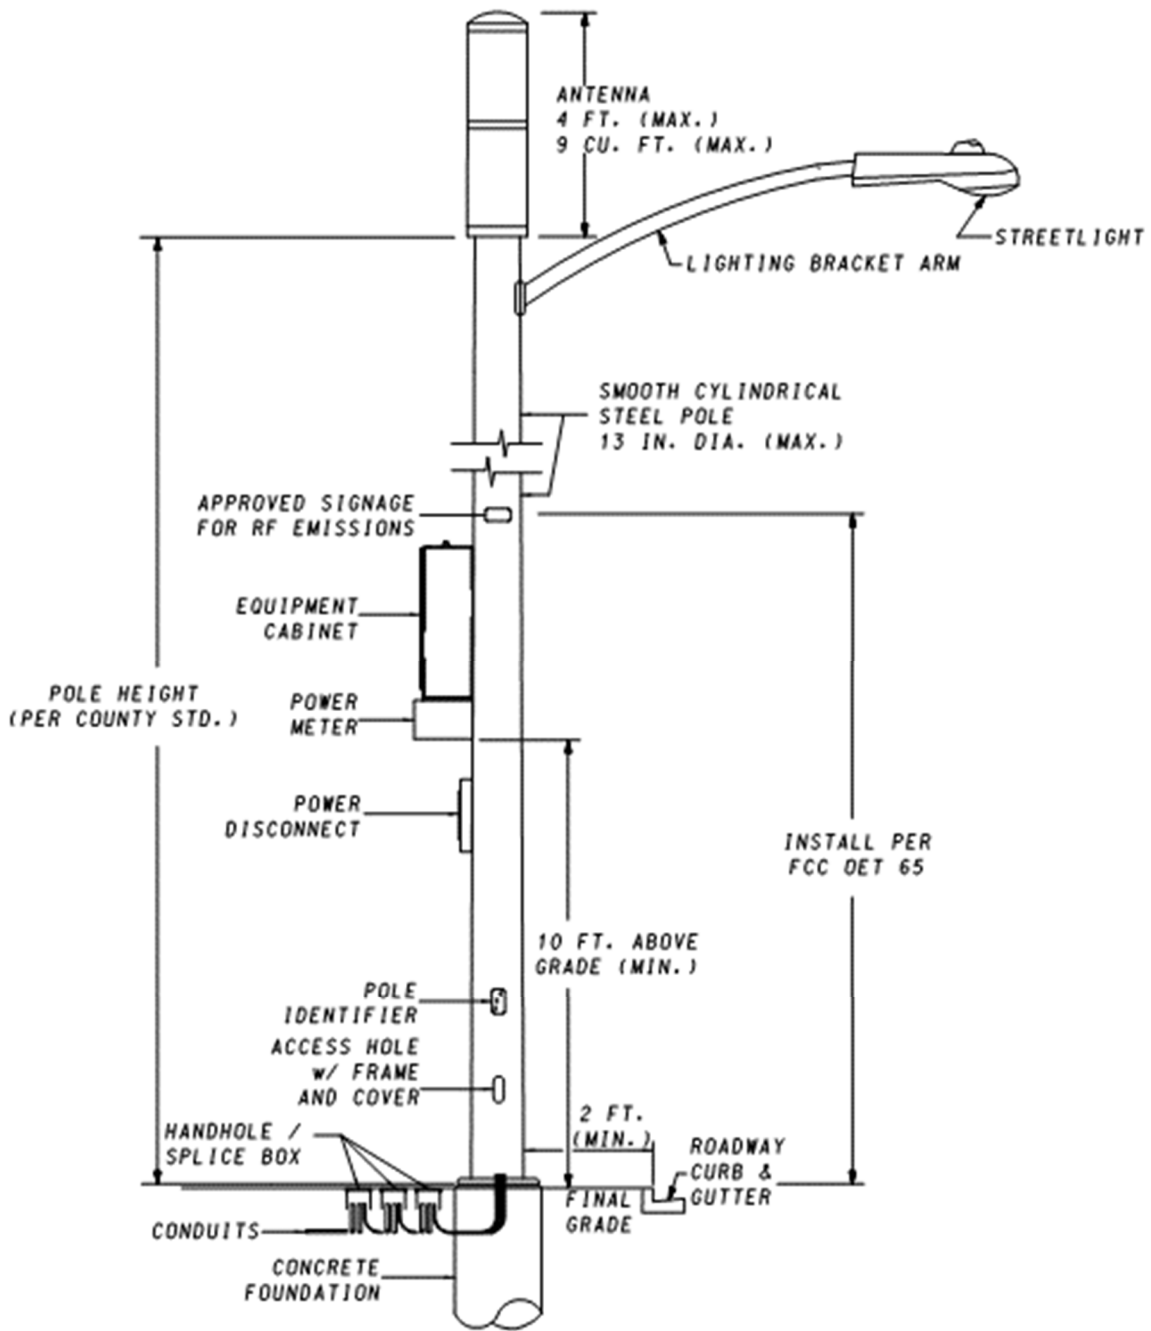 ANTENNA
4 FT. (MAX.)
9 CU. FT. (MAX.)
STREETLIGHT
LIGHTING BRACKET ARM
SMOOTH CYLINDRICAL
STEEL POLE
13 IN. DIA. (MAX.)
APPROVED SIGNAGE
FOR RF EMISSIONS
EQUIPMENT
CABINET
POLE HEIGHT
(PER COUNTY STD.)
POWER
METER
POWER
DISCONNECT
INSTALL PER
FCC OET 65
10 FT. ABOVE
GRADE (MIN.)
POLE
IDENTIFIER
ACCESS HOLE
w/ FRAME
AND COVER
2 FT.
(MIN.)
HANDHOLE /
SPLICE BOX
ROADWAY
CURB &
GUTTER
FINAL
GRADE
CONDUITS
CONCRETE
FOUNDATION